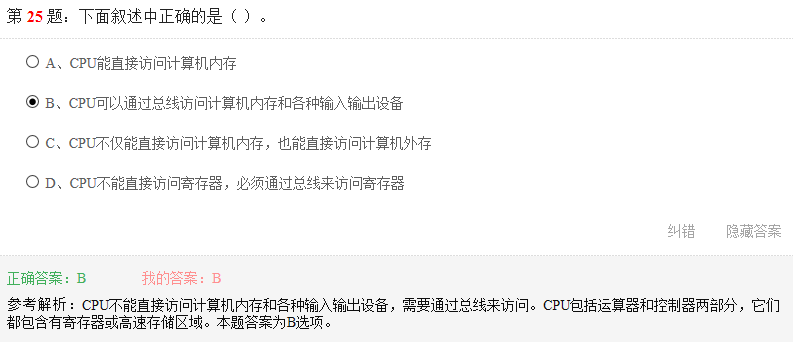 第 25 题：下面叙述中正确的是（ ）。
A、CPU能直接访问计算机内存
B、CPU可以通过总线访问计算机内存和各种输入输出设备
C、CPU不仅能直接访问计算机内存，也能直接访问计算机外存
D、CPU不能直接访问寄存器，必须通过总线来访问寄存器
纠错 隐藏答案
正确答案：B 我的答案：B
参考解析：CPU不能直接访问计算机内存和各种输入输出设备，需要通过总线来访问。CPU包括运算器和控制器两部分，它们
都包含有寄存器或高速存储区域。本题答案为B选项。